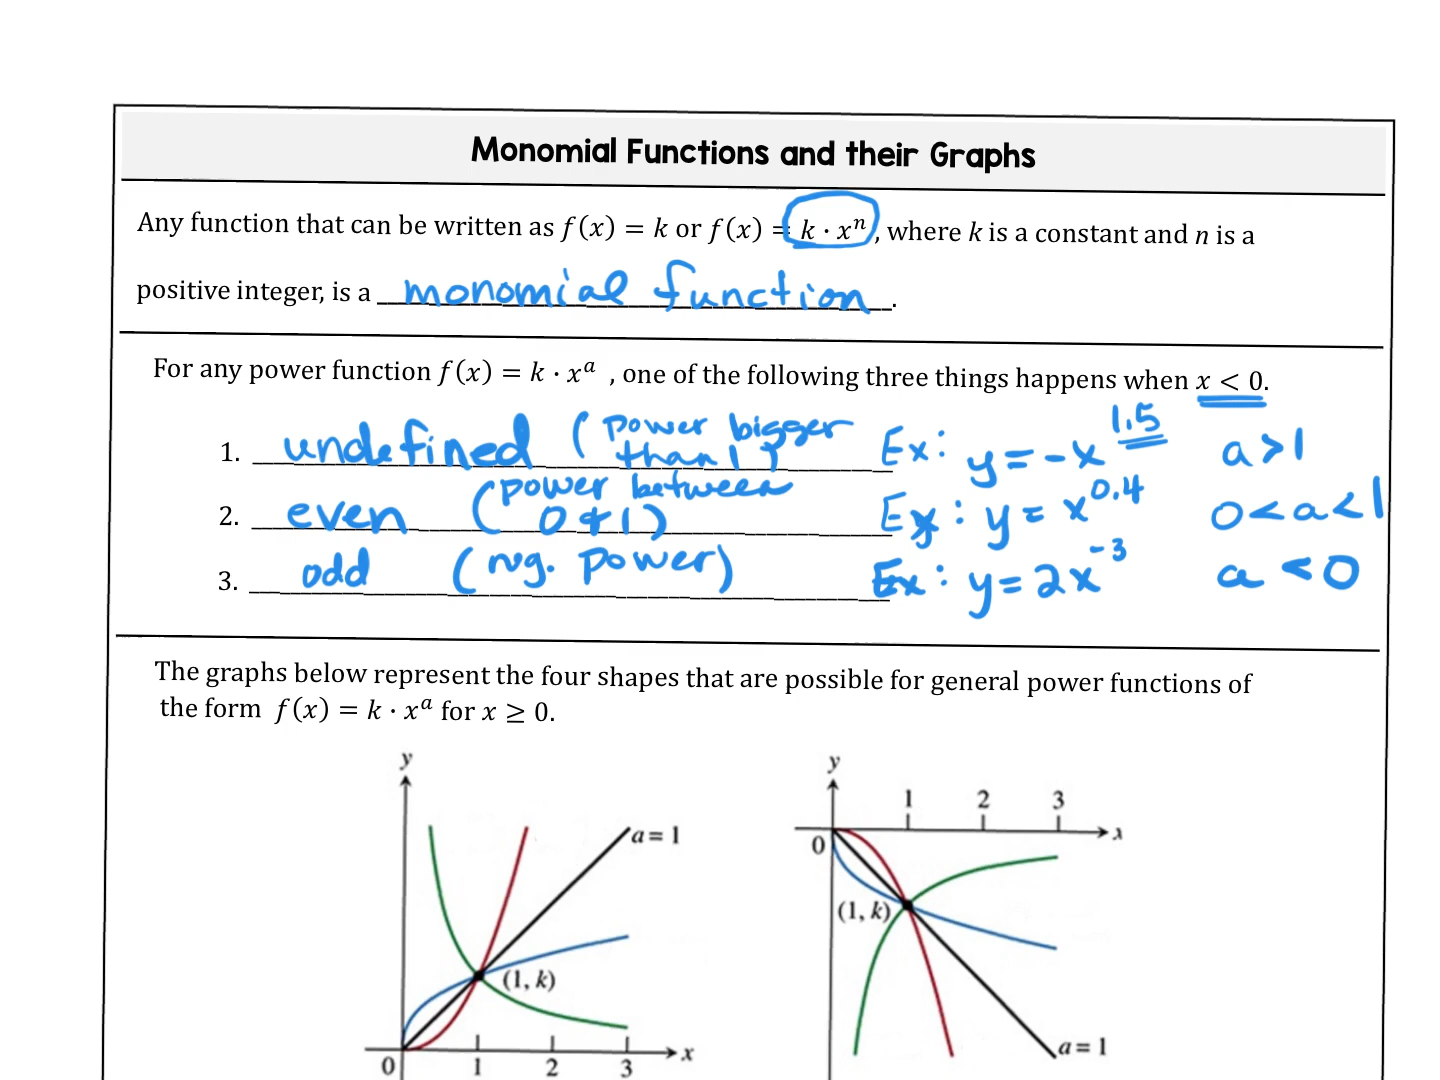 Monomial Functions and their Graphs
Any function that can be written as f(x) = k or f(x) = k · xⁿ, where k is a constant and n is a
positive integer, is a monomial function.
For any power function f(x) = k · xᵃ , one of the following three things happens when x < 0.
1. undefined (power bigger than 1) Ex: y = -x^1.5 a > 1
2. even (power between 0 & 1) Ex: y = x^0.4 0 < a < 1
3. odd (neg. power) Ex: y = 2x^-3 a < 0
The graphs below represent the four shapes that are possible for general power functions of
the form f(x) = k · xᵃ for x ≥ 0.
y
a = 1
(1, k)
0 1 2 3 x
y
1 2 3 x
0
(1, k)
a = 1